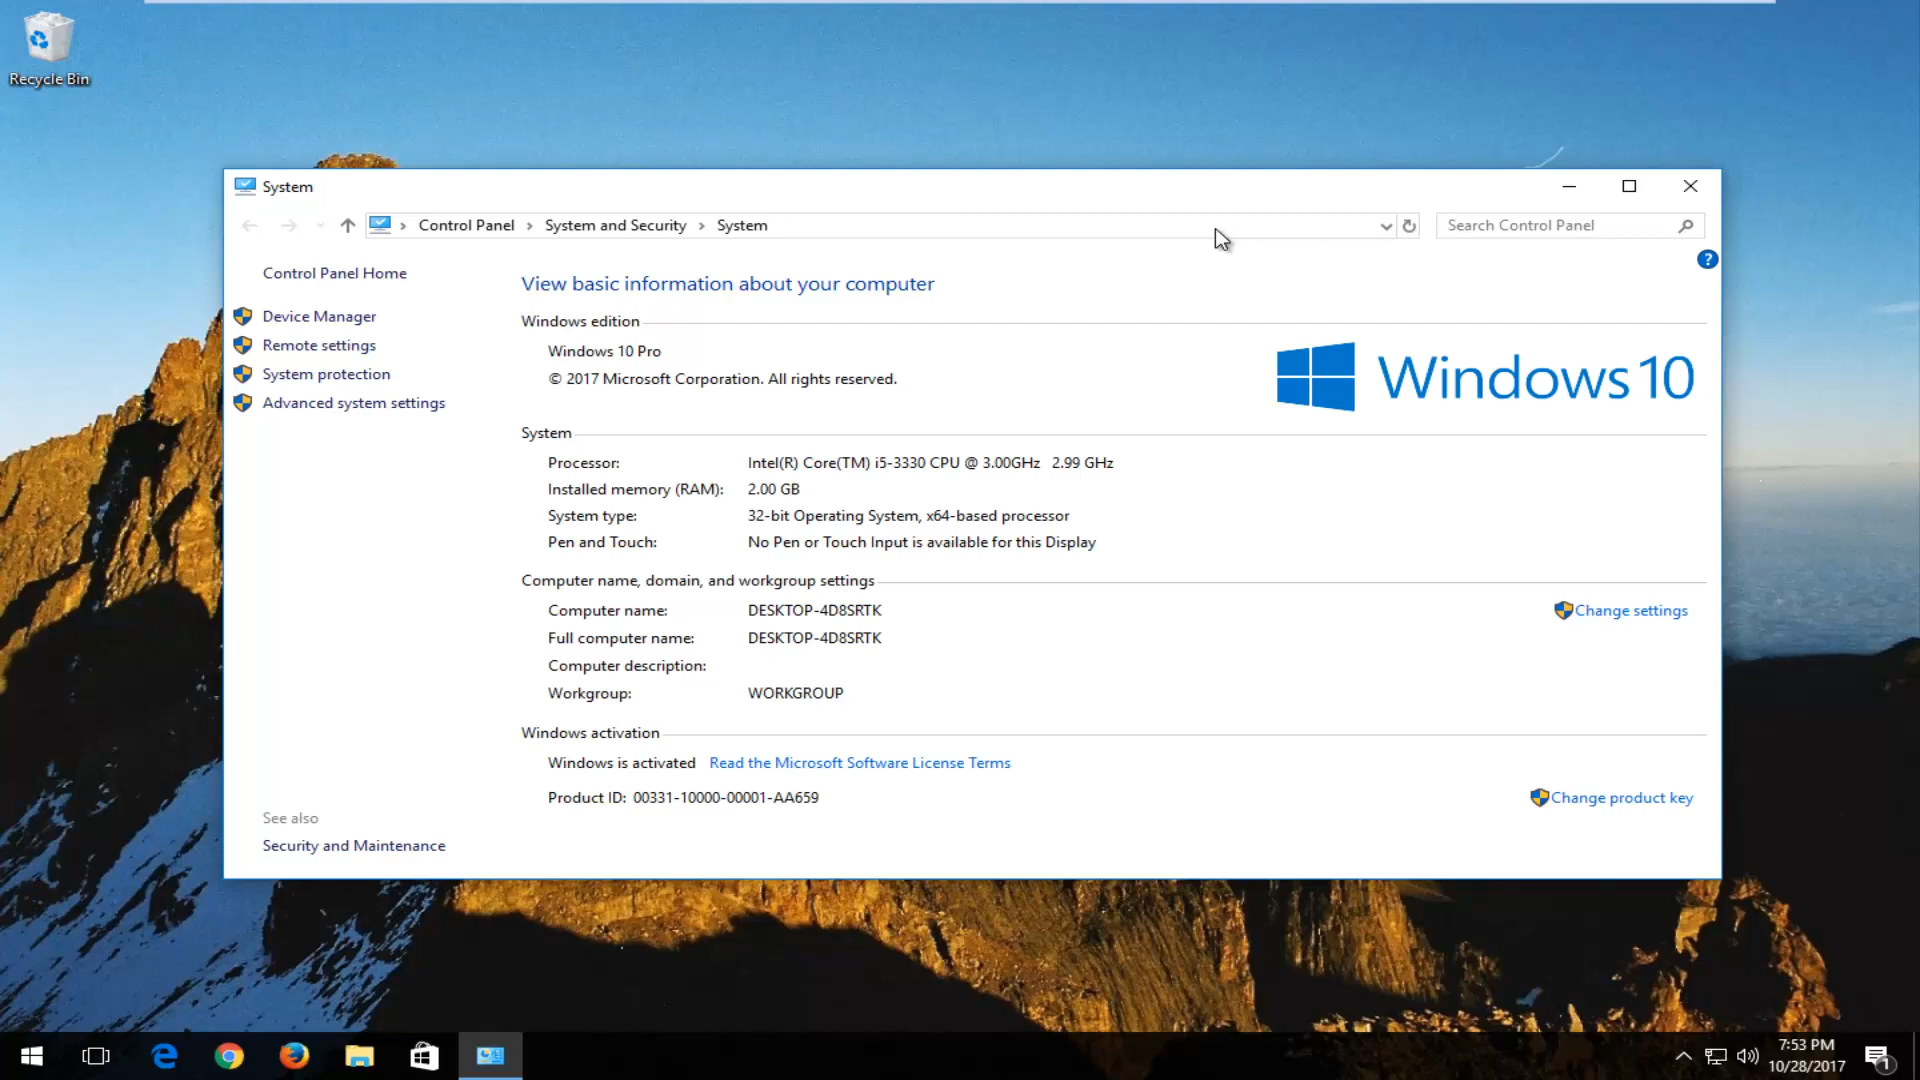 Recycle Bin
System
Control Panel > System and Security > System
Search Control Panel
?
Control Panel Home
Device Manager
Remote settings
System protection
Advanced system settings
See also
Security and Maintenance
View basic information about your computer
Windows edition
Windows 10 Pro
© 2017 Microsoft Corporation. All rights reserved.
Windows 10
System
Processor: Intel(R) Core(TM) i5-3330 CPU @ 3.00GHz 2.99 GHz
Installed memory (RAM): 2.00 GB
System type: 32-bit Operating System, x64-based processor
Pen and Touch: No Pen or Touch Input is available for this Display
Computer name, domain, and workgroup settings
Computer name: DESKTOP-4D8SRTK
Change settings
Full computer name: DESKTOP-4D8SRTK
Computer description:
Workgroup: WORKGROUP
Windows activation
Windows is activated Read the Microsoft Software License Terms
Product ID: 00331-10000-00001-AA659
Change product key
7:53 PM
10/28/2017
1